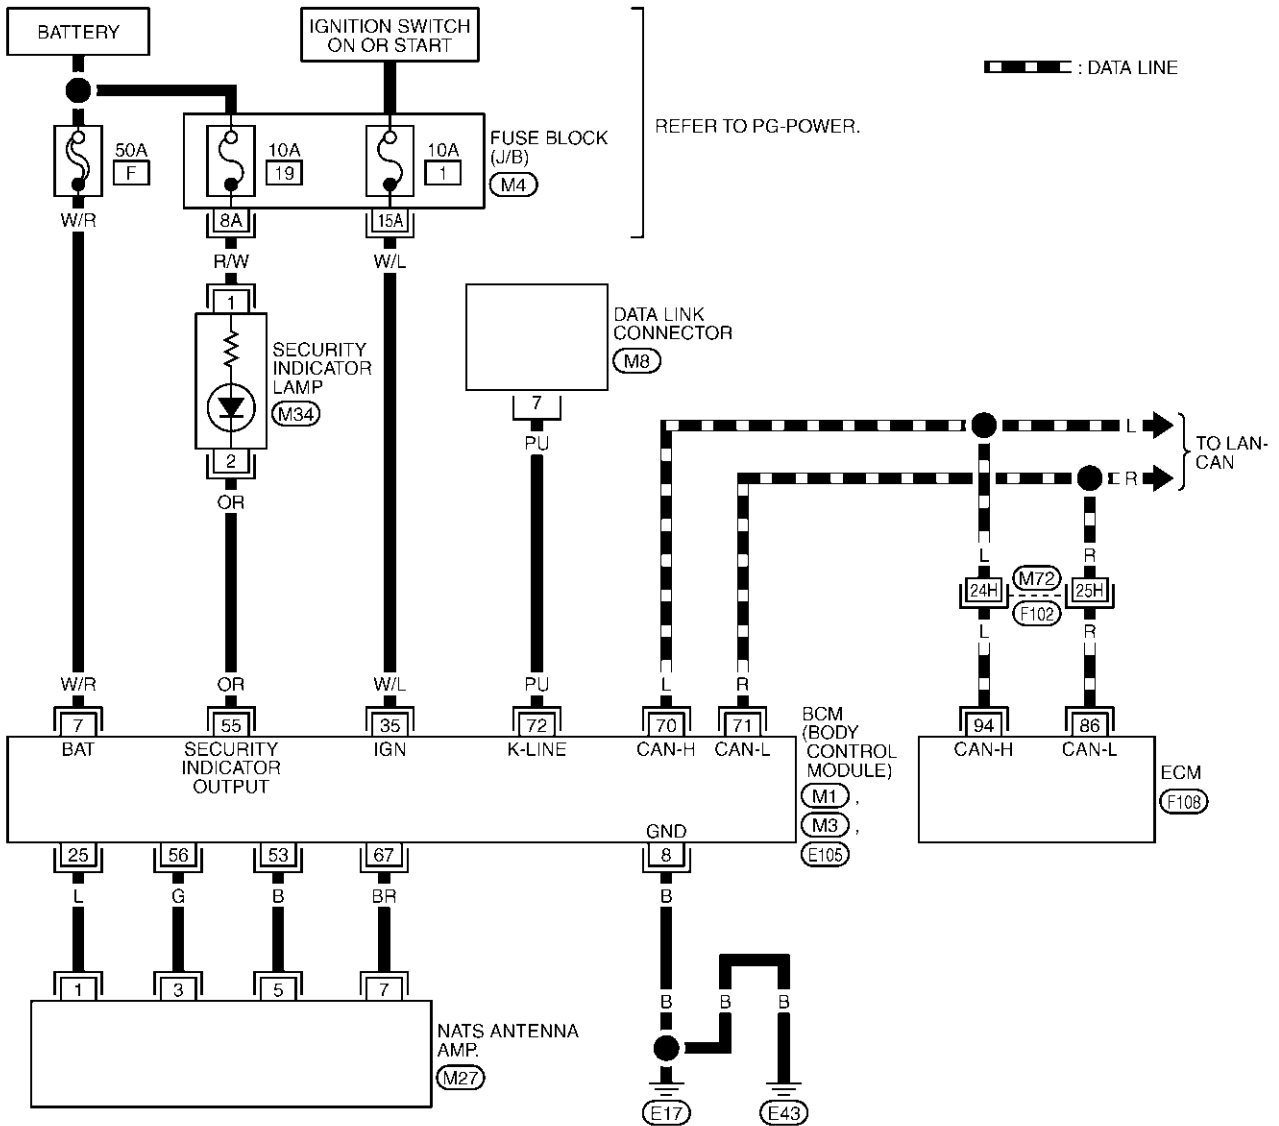 BATTERY
IGNITION SWITCH
ON OR START
: DATA LINE
REFER TO PG-POWER.
50A
F
10A
19
10A
1
FUSE BLOCK
(J/B)
M4
W/R
8A
15A
R/W
W/L
1
SECURITY
INDICATOR
LAMP
M34
2
OR
DATA LINK
CONNECTOR
M8
7
PU
L
R
TO LAN-
CAN
L
R
24H
M72
25H
F102
L
R
W/R
OR
W/L
PU
L
R
7
55
35
72
70
71
94
86
BAT
SECURITY
INDICATOR
OUTPUT
IGN
K-LINE
CAN-H
CAN-L
BCM
(BODY
CONTROL
MODULE)
M1 ,
M3 ,
E105
CAN-H
CAN-L
ECM
F108
GND
25
56
53
67
8
L
G
B
BR
B
1
3
5
7
B
B
B
NATS ANTENNA
AMP.
M27
E17
E43